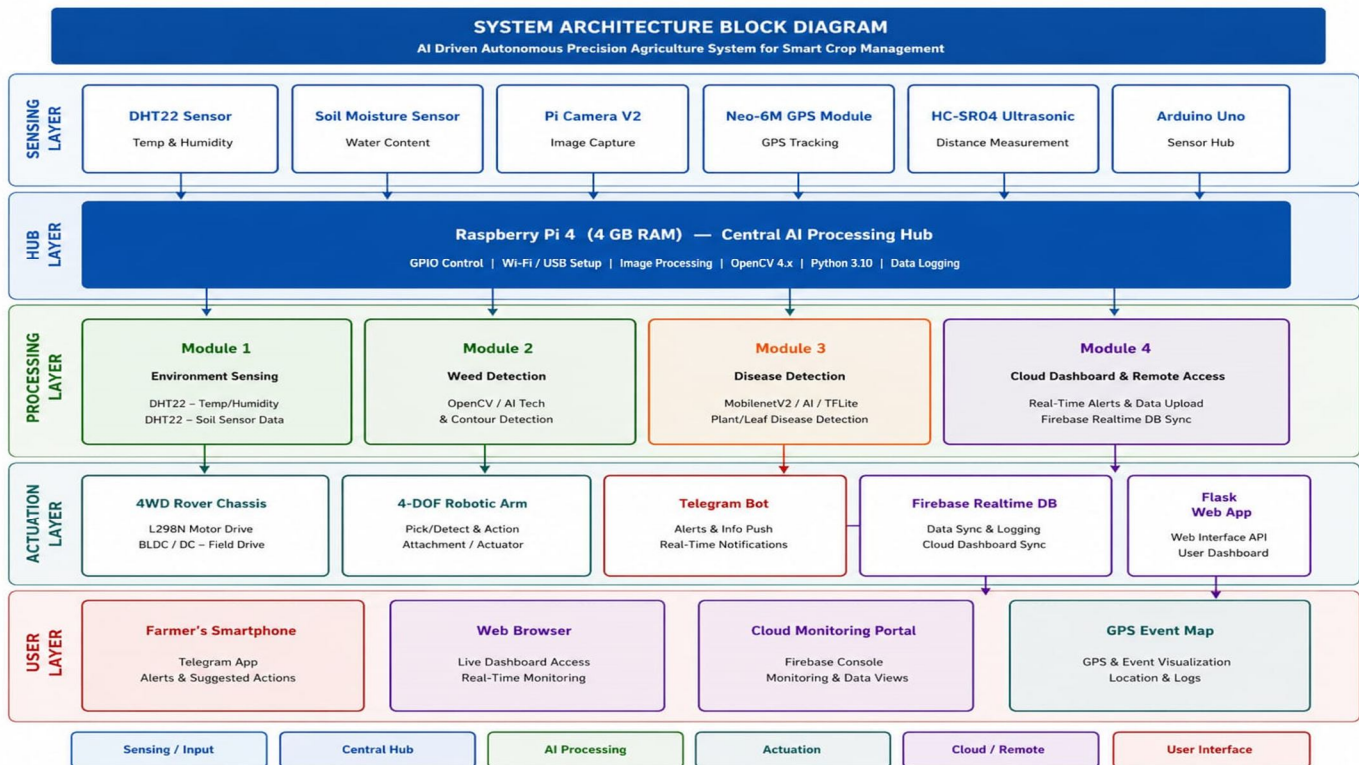 SYSTEM ARCHITECTURE BLOCK DIAGRAM
AI Driven Autonomous Precision Agriculture System for Smart Crop Management
SENSING
LAYER
DHT22 Sensor
Temp & Humidity
Soil Moisture Sensor
Water Content
Pi Camera V2
Image Capture
Neo-6M GPS Module
GPS Tracking
HC-SR04 Ultrasonic
Distance Measurement
Arduino Uno
Sensor Hub
HUB
LAYER
Raspberry Pi 4 (4 GB RAM) — Central AI Processing Hub
GPIO Control | Wi-Fi / USB Setup | Image Processing | OpenCV 4.x | Python 3.10 | Data Logging
PROCESSING
LAYER
Module 1
Environment Sensing
DHT22 – Temp/Humidity
DHT22 – Soil Sensor Data
Module 2
Weed Detection
OpenCV / AI Tech
& Contour Detection
Module 3
Disease Detection
MobilenetV2 / AI / TFLite
Plant/Leaf Disease Detection
Module 4
Cloud Dashboard & Remote Access
Real-Time Alerts & Data Upload
Firebase Realtime DB Sync
ACTUATION
LAYER
4WD Rover Chassis
L298N Motor Drive
BLDC / DC – Field Drive
4-DOF Robotic Arm
Pick/Detect & Action
Attachment / Actuator
Telegram Bot
Alerts & Info Push
Real-Time Notifications
Firebase Realtime DB
Data Sync & Logging
Cloud Dashboard Sync
Flask
Web App
Web Interface API
User Dashboard
USER
LAYER
Farmer's Smartphone
Telegram App
Alerts & Suggested Actions
Web Browser
Live Dashboard Access
Real-Time Monitoring
Cloud Monitoring Portal
Firebase Console
Monitoring & Data Views
GPS Event Map
GPS & Event Visualization
Location & Logs
Sensing / Input
Central Hub
AI Processing
Actuation
Cloud / Remote
User Interface